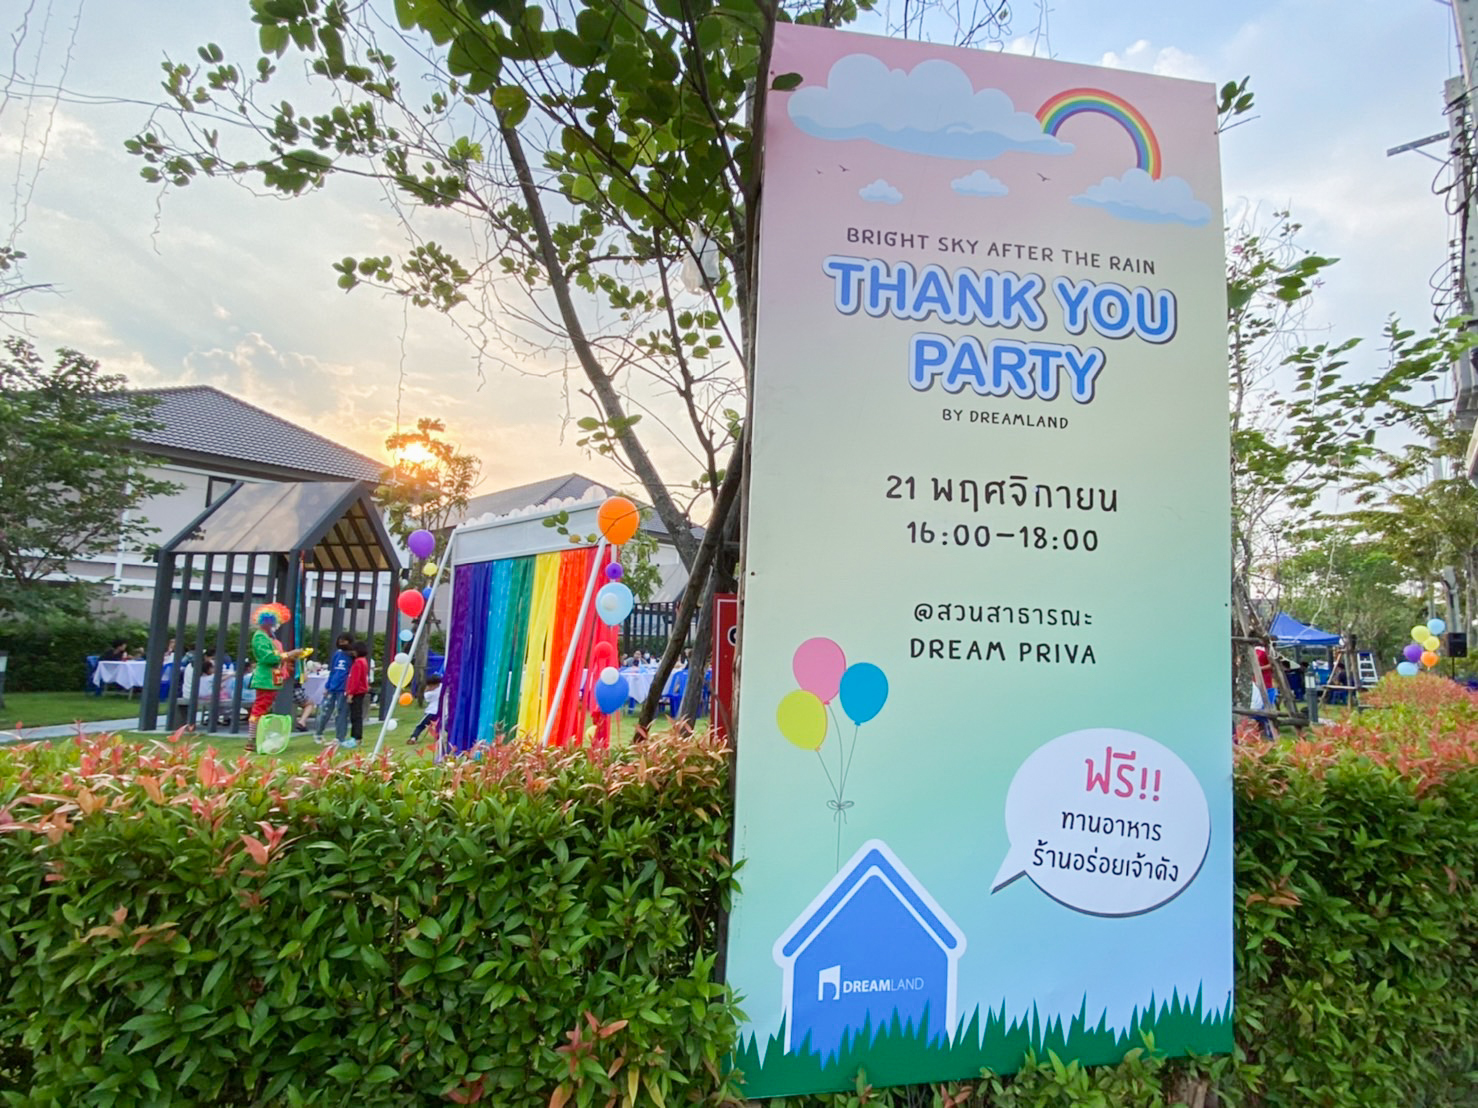 BRIGHT SKY AFTER THE RAIN
THANK YOU
PARTY
BY DREAMLAND
21 พฤศจิกายน
16:00-18:00
@สวนสาธารณะ
DREAM PRIVA
ฟรี!!
ทานอาหาร
ร้านอร่อยเจ้าดัง
DREAMLAND